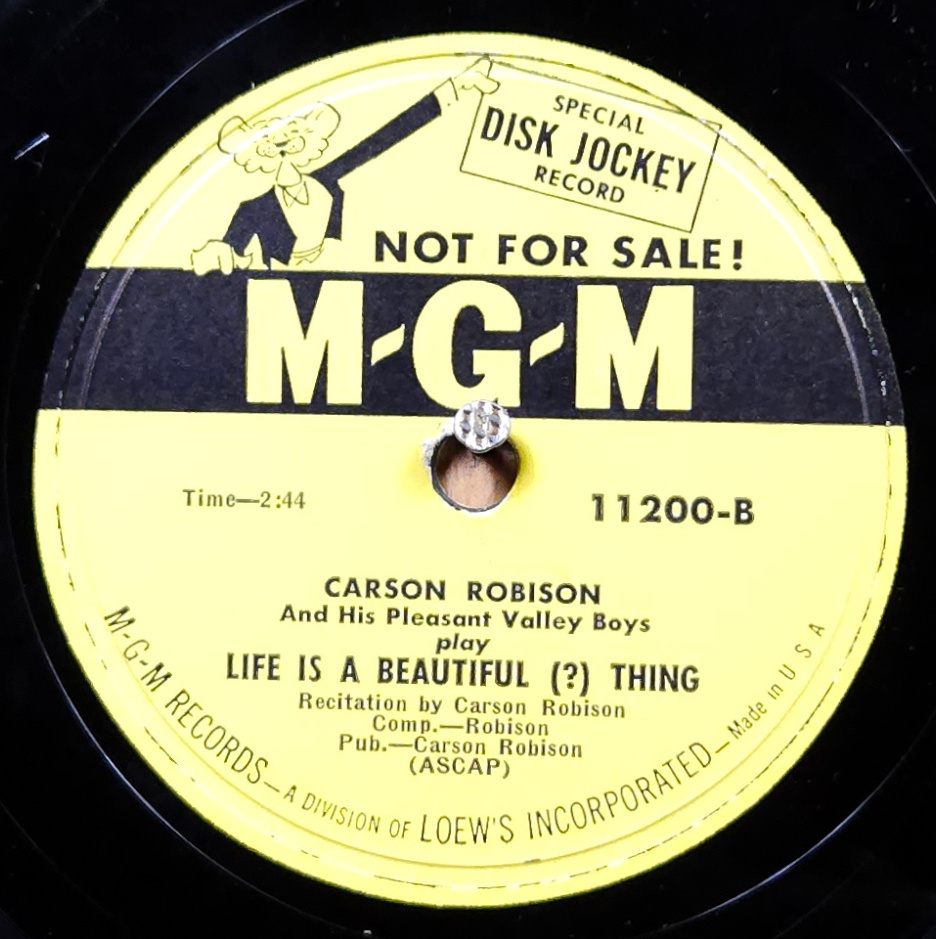 SPECIAL
DISK JOCKEY
RECORD
NOT FOR SALE!
M-G-M
Time—2:44
11200-B
CARSON ROBISON
And His Pleasant Valley Boys
play
LIFE IS A BEAUTIFUL (?) THING
Recitation by Carson Robison
Comp.—Robison
Pub.—Carson Robison
(ASCAP)
M-G-M RECORDS—A DIVISION OF LOEW'S INCORPORATED—Made in U S A